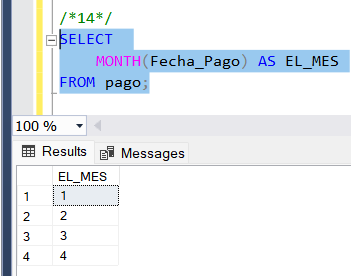 /*14*/
SELECT
MONTH(Fecha_Pago) AS EL_MES
FROM pago;
100 %
Results Messages
EL_MES
1 1
2 2
3 3
4 4